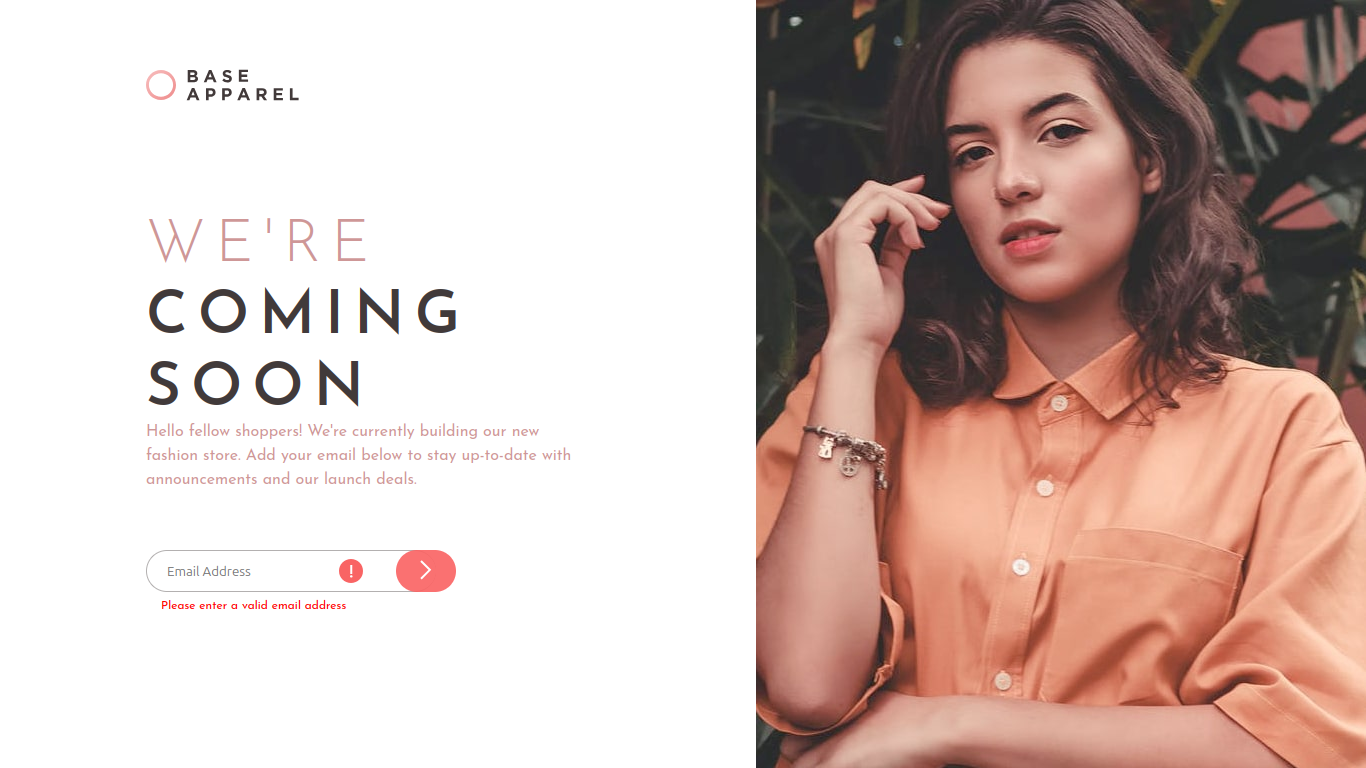 BASE
APPAREL
WE'RE
COMING
SOON
Hello fellow shoppers! We're currently building our new
fashion store. Add your email below to stay up-to-date with
announcements and our launch deals.
Email Address !
Please enter a valid email address